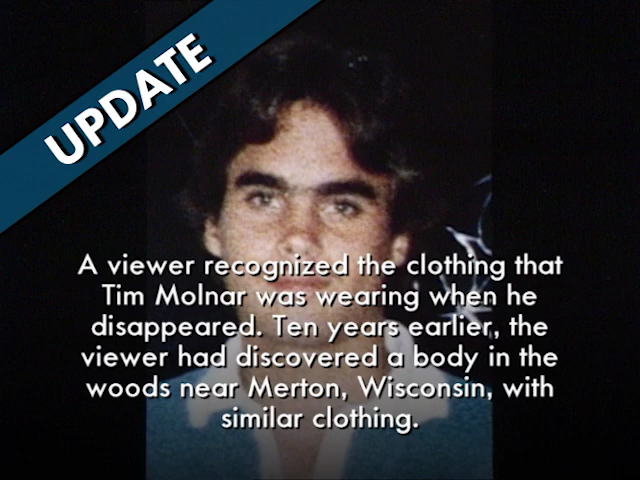 UPDATE
A viewer recognized the clothing that
Tim Molnar was wearing when he
disappeared. Ten years earlier, the
viewer had discovered a body in the
woods near Merton, Wisconsin, with
similar clothing.